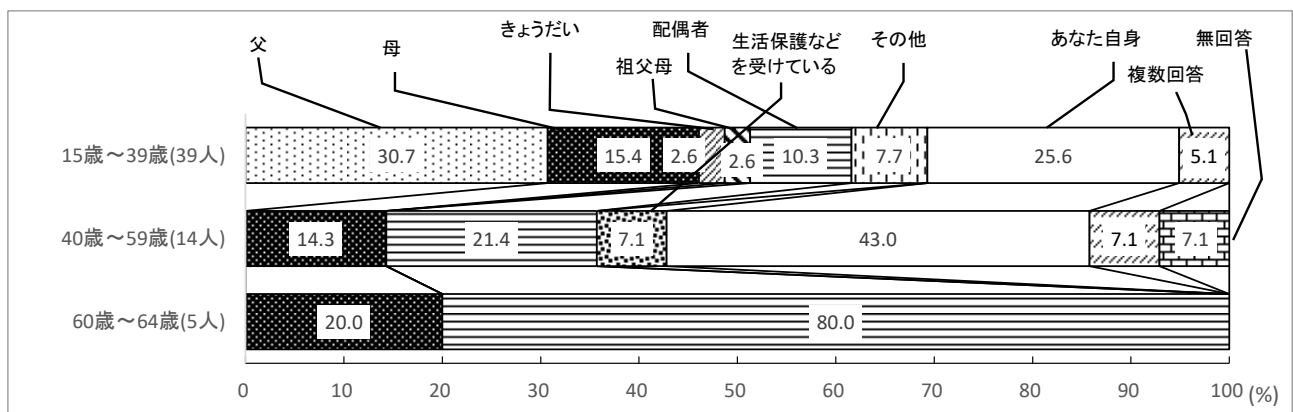 父
母
きょうだい
祖父母
配偶者
生活保護など
を受けている
その他
あなた自身
複数回答
無回答
15歳～39歳(39人)
30.7
15.4
2.6
2.6
10.3
7.7
25.6
5.1
40歳～59歳(14人)
14.3
21.4
7.1
43.0
7.1
7.1
60歳～64歳(5人)
20.0
80.0
0 10 20 30 40 50 60 70 80 90 100 (%)